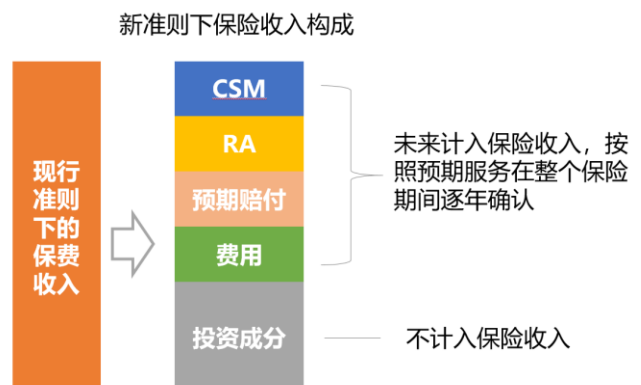 新准则下保险收入构成
现行
准则
下的
保费
收入
CSM
RA
预期赔付
费用
投资成分
未来计入保险收入，按
照预期服务在整个保险
期间逐年确认
不计入保险收入